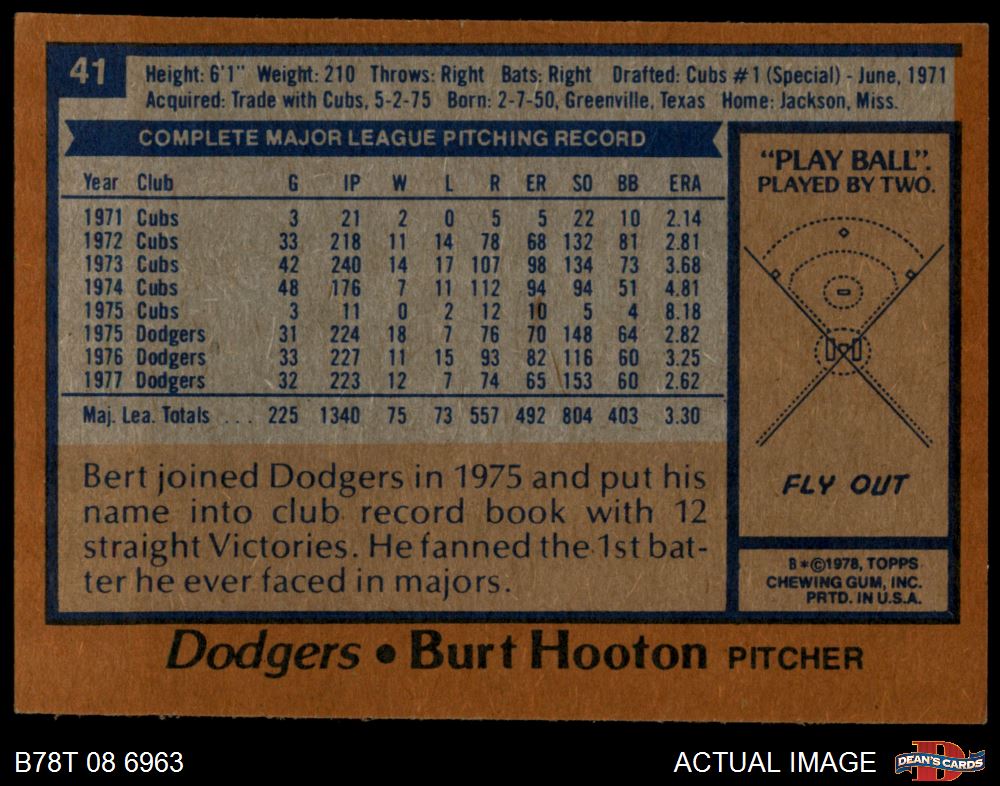 41
Height: 6'1" Weight: 210 Throws: Right Bats: Right Drafted: Cubs #1 (Special) - June, 1971
Acquired: Trade with Cubs, 5-2-75 Born: 2-7-50, Greenville, Texas Home: Jackson, Miss.
COMPLETE MAJOR LEAGUE PITCHING RECORD
Year Club G IP W L R ER SO BB ERA
1971 Cubs 3 21 2 0 5 5 22 10 2.14
1972 Cubs 33 218 11 14 78 68 132 81 2.81
1973 Cubs 42 240 14 17 107 98 134 73 3.68
1974 Cubs 48 176 7 11 112 94 94 51 4.81
1975 Cubs 3 11 0 2 12 10 5 4 8.18
1975 Dodgers 31 224 18 7 76 70 148 64 2.82
1976 Dodgers 33 227 11 15 93 82 116 60 3.25
1977 Dodgers 32 223 12 7 74 65 153 60 2.62
Maj. Lea. Totals ... 225 1340 75 73 557 492 804 403 3.30
Bert joined Dodgers in 1975 and put his
name into club record book with 12
straight Victories. He fanned the 1st bat-
ter he ever faced in majors.
"PLAY BALL".
PLAYED BY TWO.
FLY OUT
B*©1978, TOPPS
CHEWING GUM, INC.
PRTD. IN U.S.A.
Dodgers • Burt Hooton PITCHER
B78T 08 6963
ACTUAL IMAGE
DEAN'S CARDS